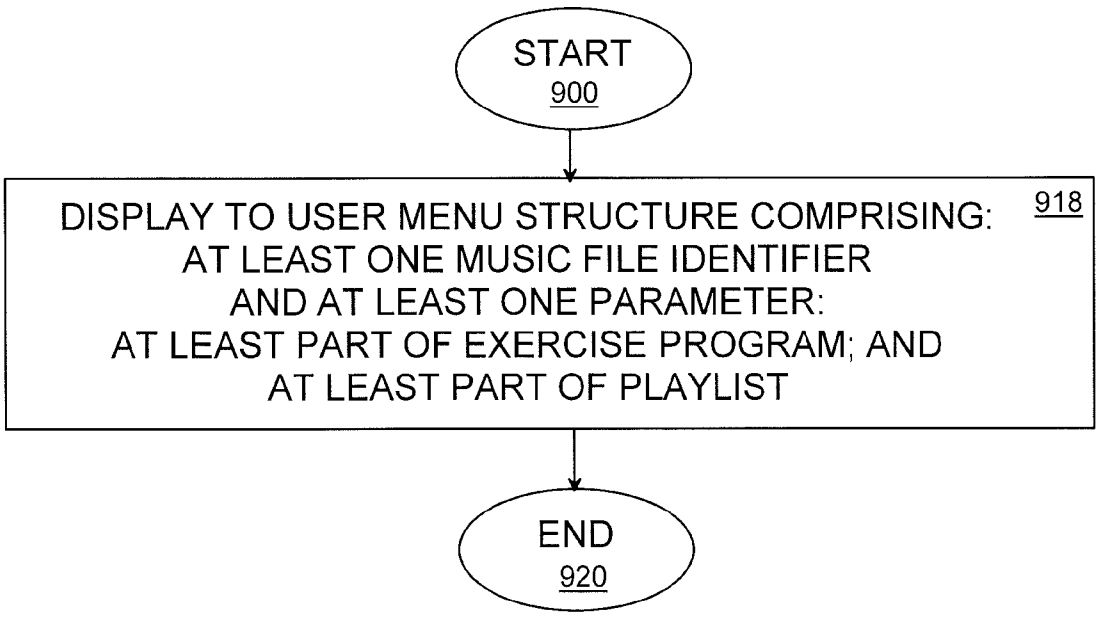 START
900
918
DISPLAY TO USER MENU STRUCTURE COMPRISING:
AT LEAST ONE MUSIC FILE IDENTIFIER
AND AT LEAST ONE PARAMETER:
AT LEAST PART OF EXERCISE PROGRAM; AND
AT LEAST PART OF PLAYLIST
END
920